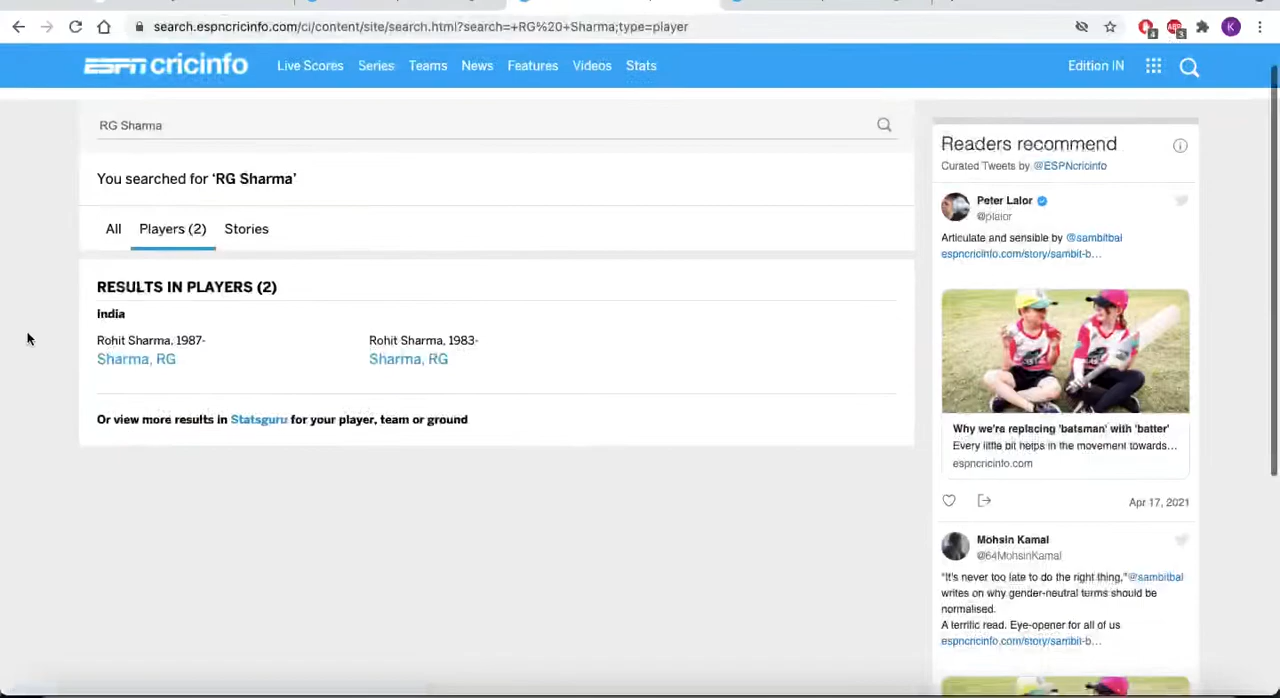 search.espncricinfo.com/ci/content/site/search.html?search=+RG%20+Sharma;type=player
ESPN cricinfo
Live Scores Series Teams News Features Videos Stats
Edition IN
RG Sharma
You searched for ‘RG Sharma’
All Players (2) Stories
RESULTS IN PLAYERS (2)
India
Rohit Sharma, 1987- Rohit Sharma, 1983-
Sharma, RG Sharma, RG
Or view more results in Statsguru for your player, team or ground
Readers recommend
Curated Tweets by @ESPNcricinfo
Peter Lalor
@plalor
Articulate and sensible by @sambitbal
espncricinfo.com/story/sambit-b…
Why we're replacing 'batsman' with 'batter'
Every little bit helps in the movement towards...
espncricinfo.com
Apr 17, 2021
Mohsin Kamal
@64MohsinKamal
"It's never too late to do the right thing,"@sambitbal
writes on why gender-neutral terms should be
normalised.
A terrific read. Eye-opener for all of us
espncricinfo.com/story/sambit-b…
K